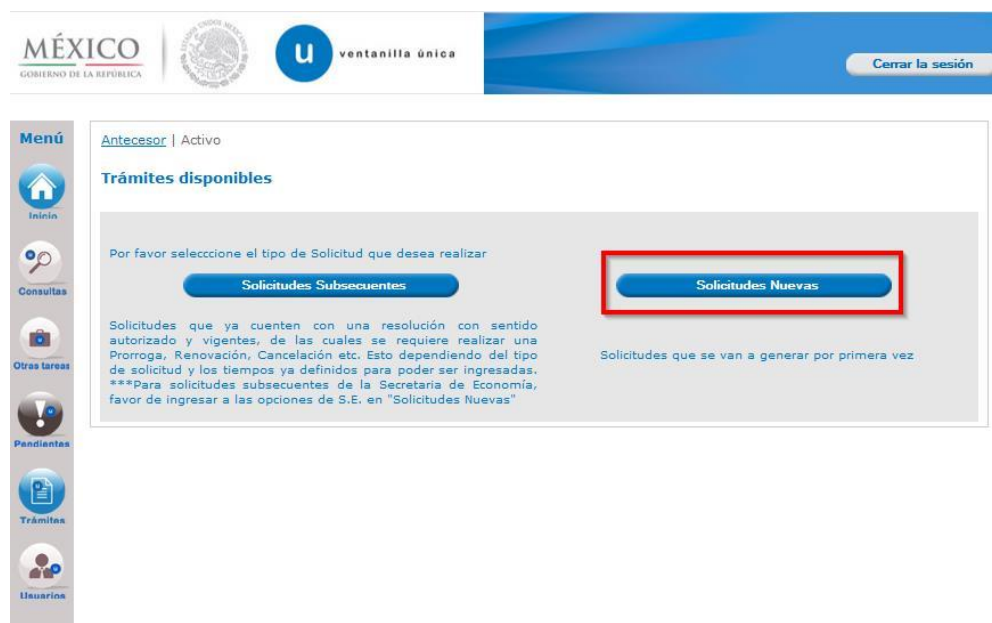 MÉXICO
GOBIERNO DE LA REPÚBLICA
ESTADOS UNIDOS MEXICANOS
u
ventanilla única
Cerrar la sesión
Menú
Inicio
Consultas
Otras tareas
Pendientes
Trámites
Usuarios
Antecesor | Activo
Trámites disponibles
Por favor seleccccione el tipo de Solicitud que desea realizar
Solicitudes Subsecuentes
Solicitudes que ya cuenten con una resolución con sentido
autorizado y vigentes, de las cuales se requiere realizar una
Prorroga, Renovación, Cancelación etc. Esto dependiendo del tipo
de solicitud y los tiempos ya definidos para poder ser ingresadas.
***Para solicitudes subsecuentes de la Secretaria de Economía,
favor de ingresar a las opciones de S.E. en "Solicitudes Nuevas"
Solicitudes Nuevas
Solicitudes que se van a generar por primera vez